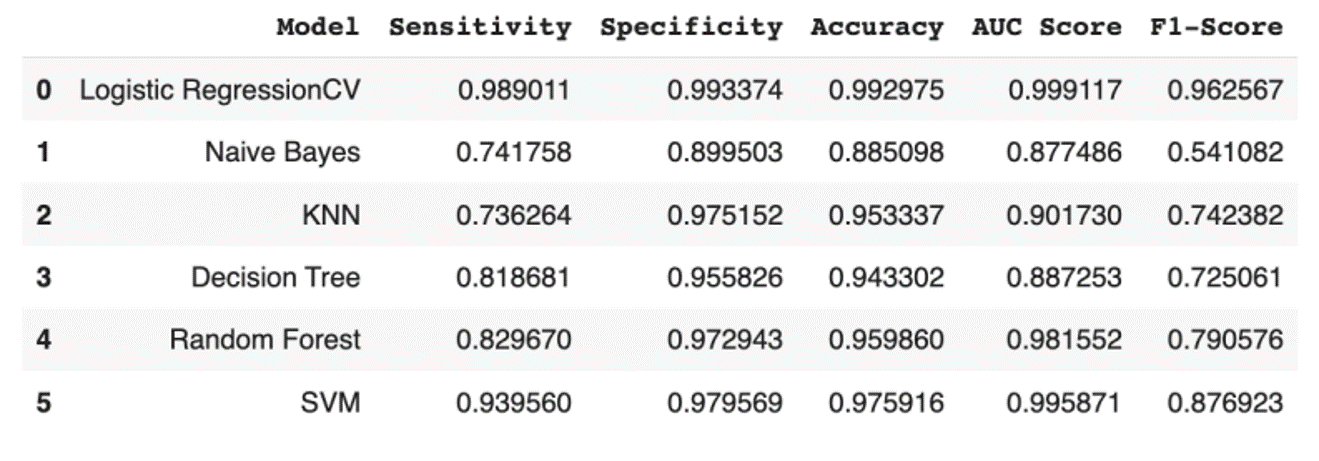 Model Sensitivity Specificity Accuracy AUC Score F1-Score
0 Logistic RegressionCV 0.989011 0.993374 0.992975 0.999117 0.962567
1 Naive Bayes 0.741758 0.899503 0.885098 0.877486 0.541082
2 KNN 0.736264 0.975152 0.953337 0.901730 0.742382
3 Decision Tree 0.818681 0.955826 0.943302 0.887253 0.725061
4 Random Forest 0.829670 0.972943 0.959860 0.981552 0.790576
5 SVM 0.939560 0.979569 0.975916 0.995871 0.876923